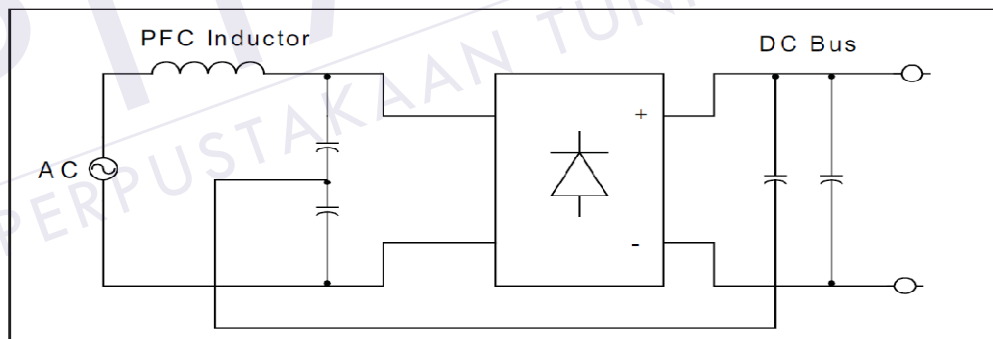 PFC Inductor
DC Bus
AC
+
-
PERPUSTAKAAN TUN